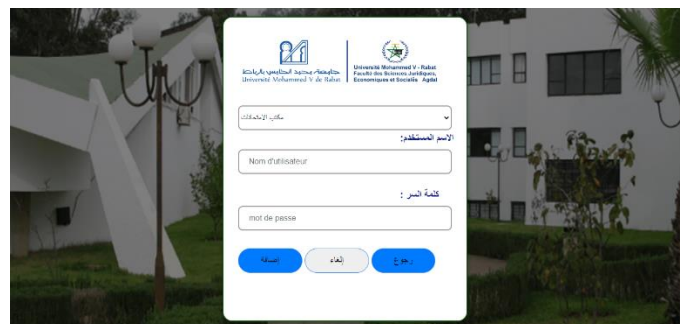 جامعة محمد الخامس بالرباط
Université Mohammed V de Rabat
Université Mohammed V - Rabat
Faculté des Sciences Juridiques,
Economiques et Sociales Agdal
مكتب الامتحانات
الاسم المستخدم:
Nom d'utilisateur
كلمة السر :
mot de passe
رجوع
إلغاء
إضافة